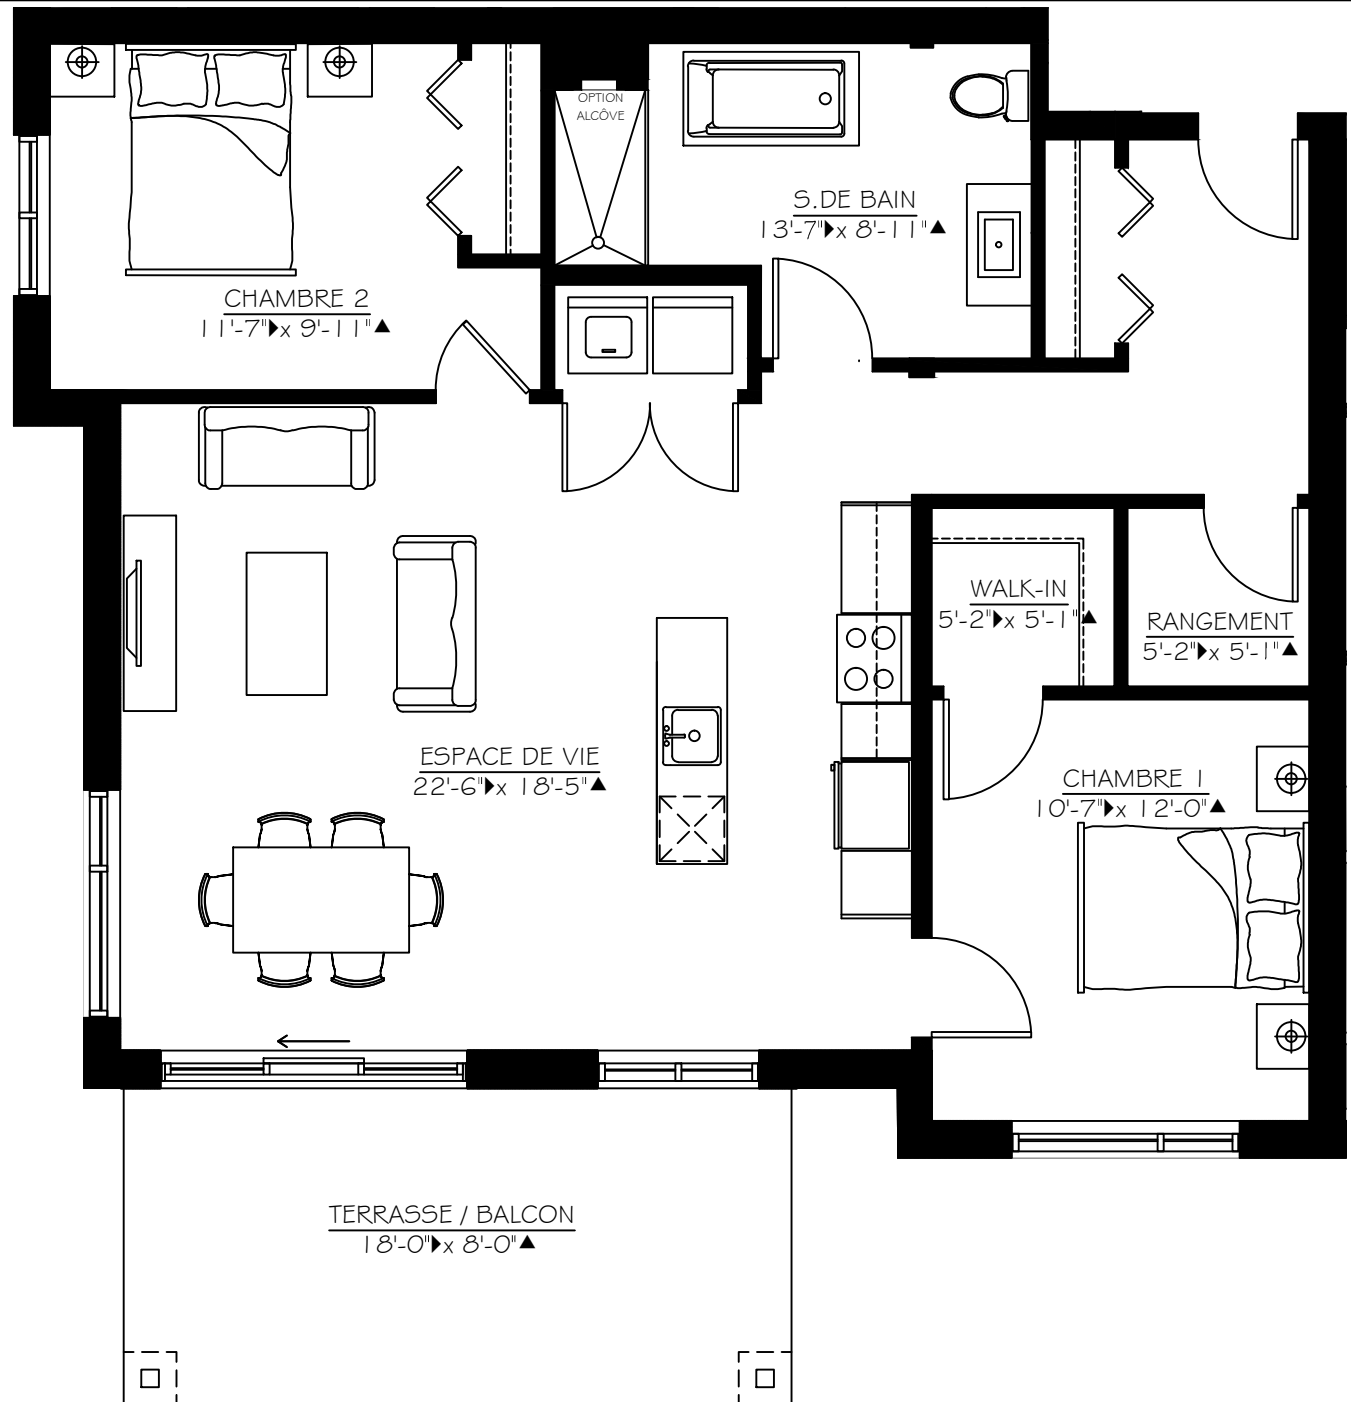 OPTION
ALCÔVE
S.DE BAIN
13'-7"▶x 8'-11"▲
CHAMBRE 2
11'-7"▶x 9'-11"▲
WALK-IN
5'-2"▶x 5'-1"▲
RANGEMENT
5'-2"▶x 5'-1"▲
ESPACE DE VIE
22'-6"▶x 18'-5"▲
CHAMBRE 1
10'-7"▶x 12'-0"▲
TERRASSE / BALCON
18'-0"▶x 8'-0"▲